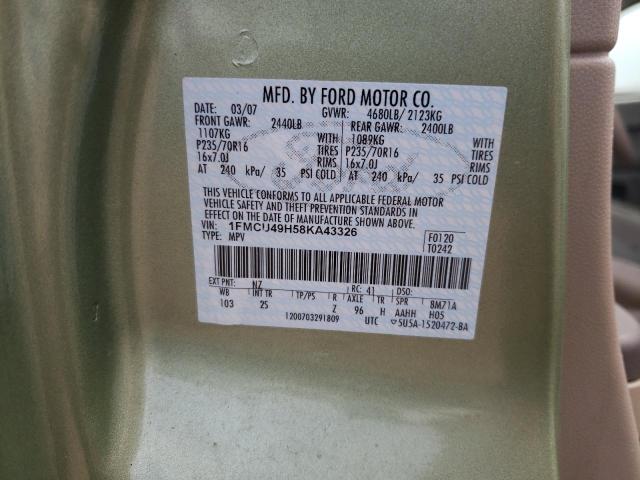 MFD. BY FORD MOTOR CO.
DATE 03/07 GVWR: 4680LB/ 2123KG
FRONT GAWR: 2440LB REAR GAWR: 2400LB
1107KG WITH 1089KG WITH
P235/70R16 TIRES P235/70R16 TIRES
16x7.0J RIMS 16x7.0J RIMS
AT 240 kPa/ 35 PSI COLD AT 240 kPa/ 35 PSI COLD
THIS VEHICLE CONFORMS TO ALL APPLICABLE FEDERAL MOTOR
VEHICLE SAFETY AND BUMPER STANDARDS IN
EFFECT ON THE DATE OF MANUFACTURE SHOWN ABOVE.
1FMCU49H58KA43326 F0120
TYPE: MPV T0242
EXT PNT: NZ RC: 41 DSO:
WB INT TR TP/PS R AXLE TR SPR 8M71A
103 25 Z 96 H AAHH H05
1200703291809 UTC 5U5A-1520472-BA